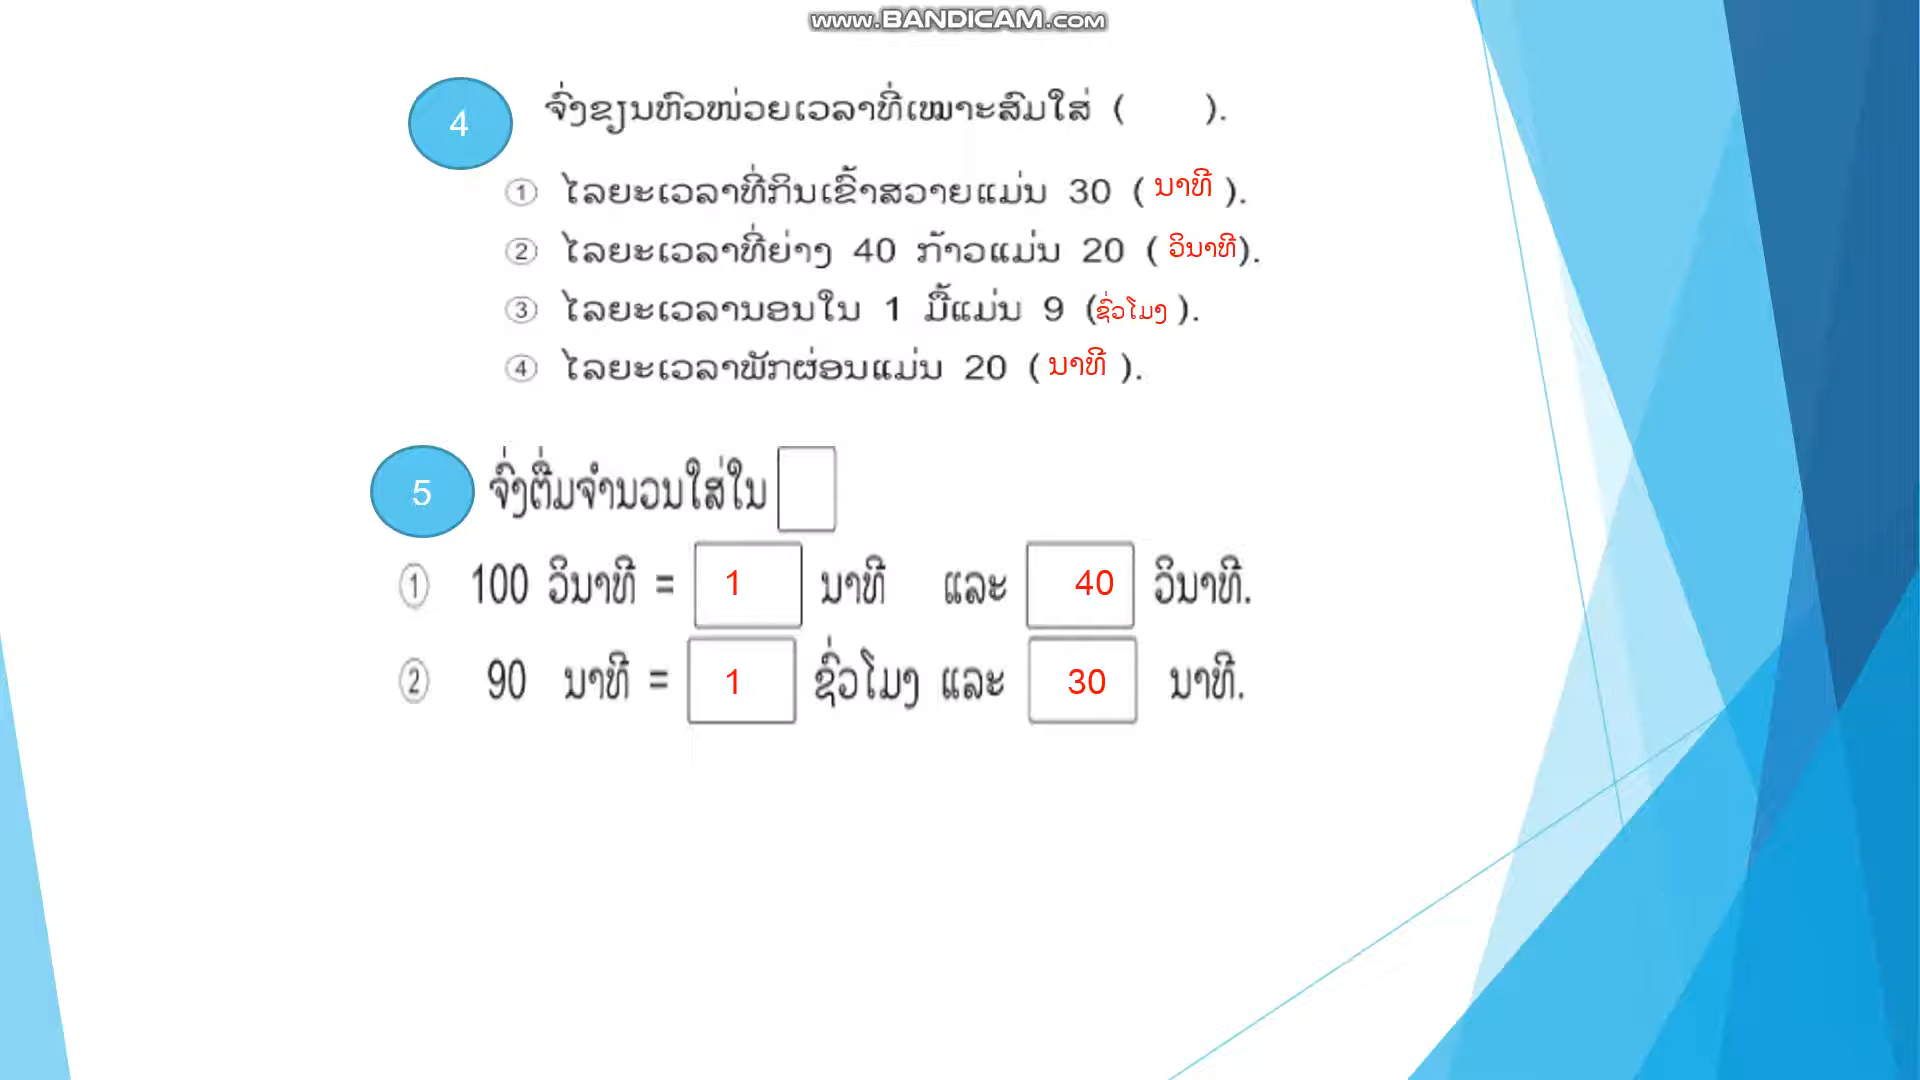 www.BANDICAM.com
4 ຈົ່ງຂຽນຫົວໜ່ວຍເວລາທີ່ເໝາະສົມໃສ່ ( ).
① ໄລຍະເວລາທີ່ກິນເຂົ້າສວາຍແມ່ນ 30 ( ນາທີ ).
② ໄລຍະເວລາທີ່ຍ່າງ 40 ກ້າວແມ່ນ 20 ( ວິນາທີ).
③ ໄລຍະເວລານອນໃນ 1 ມື້ແມ່ນ 9 (ຊົ່ວໂມງ ).
④ ໄລຍະເວລາພັກຜ່ອນແມ່ນ 20 ( ນາທີ ).
5 ຈົ່ງຕື່ມຈຳນວນໃສ່ໃນ
① 100 ວິນາທີ = 1 ນາທີ ແລະ 40 ວິນາທີ.
② 90 ນາທີ = 1 ຊົ່ວໂມງ ແລະ 30 ນາທີ.